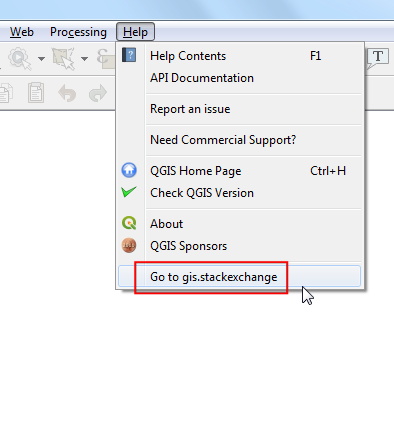 Web Processing Help
Help Contents F1
API Documentation
Report an issue
Need Commercial Support?
QGIS Home Page Ctrl+H
Check QGIS Version
About
QGIS Sponsors
Go to gis.stackexchange
T